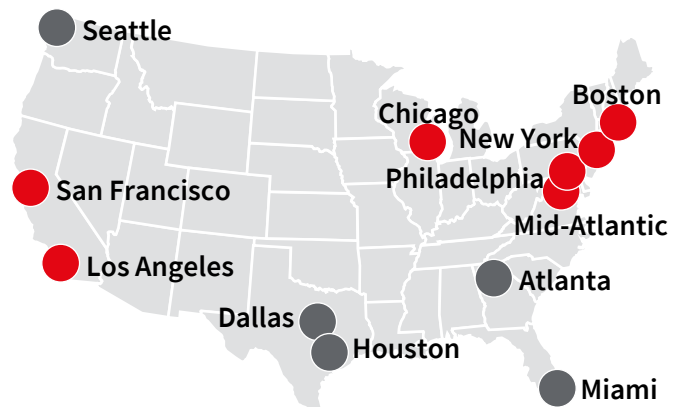 Seattle
Boston
Chicago
New York
Philadelphia
San Francisco
Mid-Atlantic
Los Angeles
Atlanta
Dallas
Houston
Miami